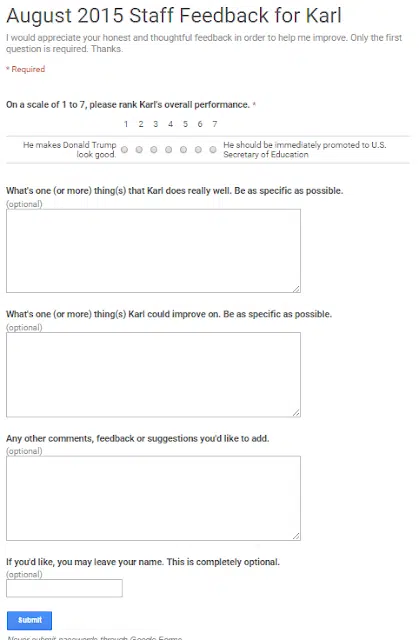 August 2015 Staff Feedback for Karl
I would appreciate your honest and thoughtful feedback in order to help me improve. Only the first
question is required. Thanks.
* Required
On a scale of 1 to 7, please rank Karl's overall performance. *
1 2 3 4 5 6 7
He makes Donald Trump
look good.
He should be immediately promoted to U.S.
Secretary of Education
What's one (or more) thing(s) that Karl does really well. Be as specific as possible.
(optional)
What's one (or more) thing(s) Karl could improve on. Be as specific as possible.
(optional)
Any other comments, feedback or suggestions you'd like to add.
(optional)
If you'd like, you may leave your name. This is completely optional.
(optional)
Submit
Never submit passwords through Google Forms.